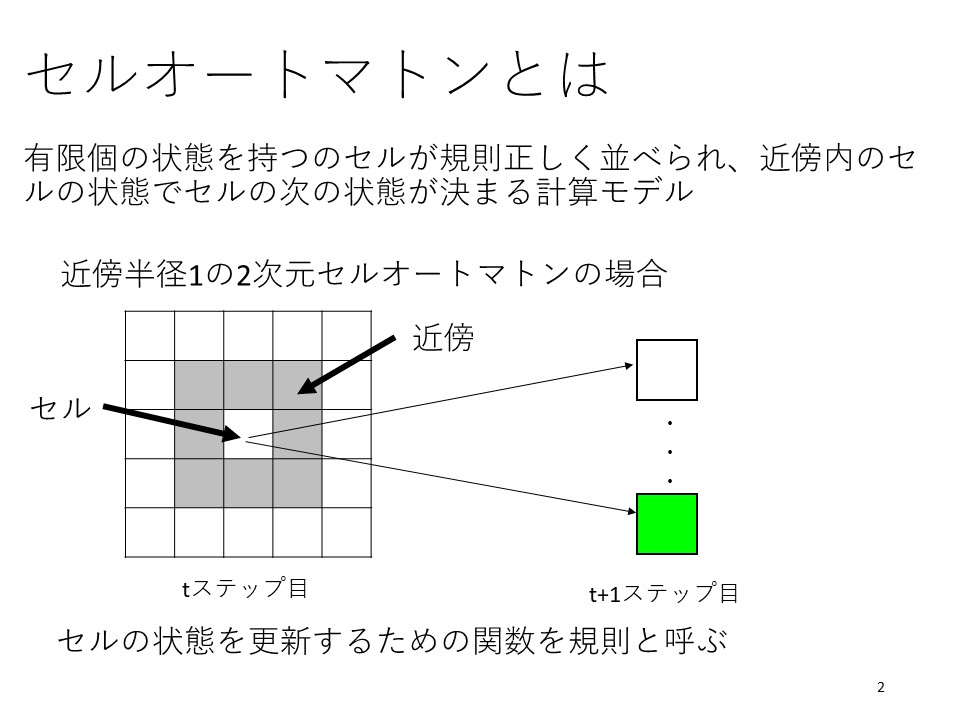 セルオートマトンとは
有限個の状態を持つのセルが規則正しく並べられ、近傍内のセ
ルの状態でセルの次の状態が決まる計算モデル
近傍半径1の2次元セルオートマトンの場合
近傍
セル
・
・
・
tステップ目
t+1ステップ目
セルの状態を更新するための関数を規則と呼ぶ
2